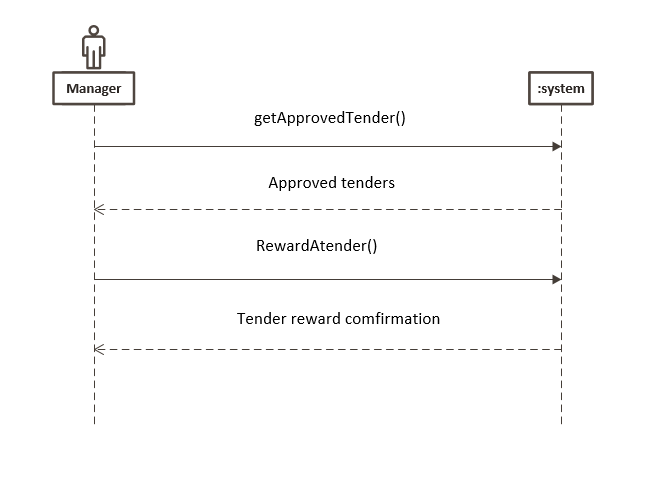 Manager
:system
getApprovedTender()
Approved tenders
RewardAtender()
Tender reward comfirmation